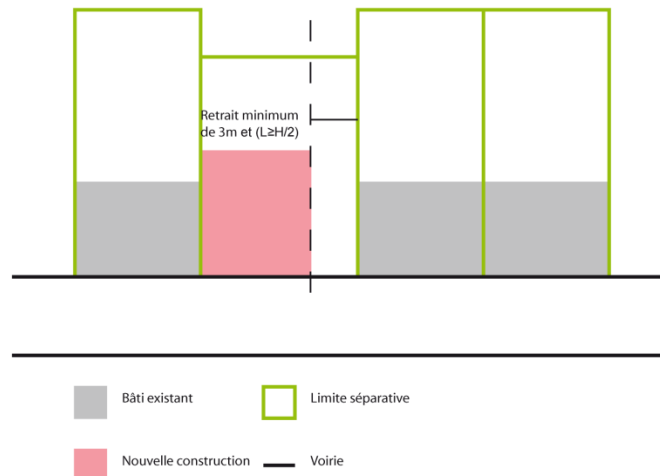 Retrait minimum
de 3m et (L≥H/2)
Bâti existant
Limite séparative
Nouvelle construction
Voirie